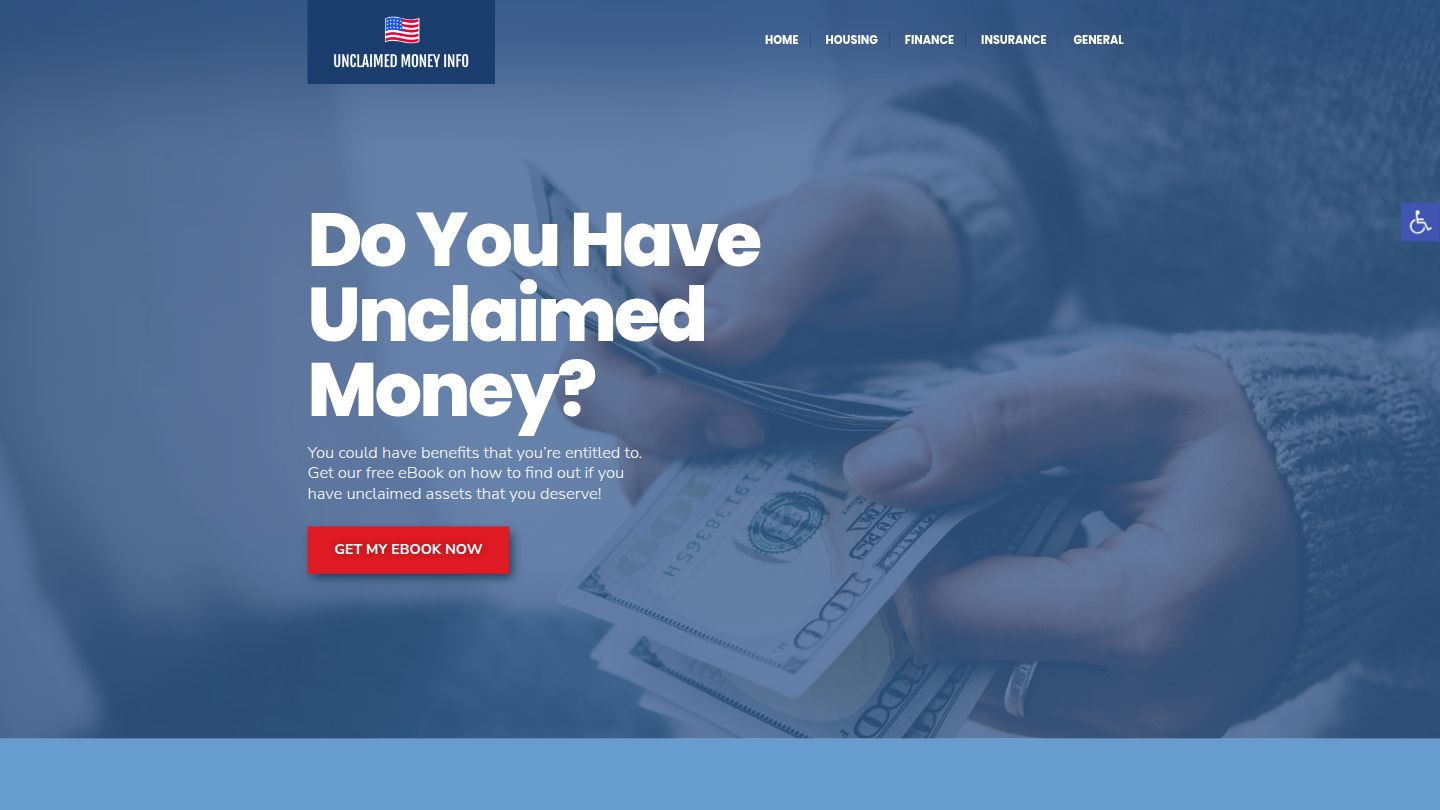 UNCLAIMED MONEY INFO
HOME
HOUSING
FINANCE
INSURANCE
GENERAL
Do You Have
Unclaimed
Money?
You could have benefits that you're entitled to.
Get our free eBook on how to find out if you
have unclaimed assets that you deserve!
GET MY EBOOK NOW